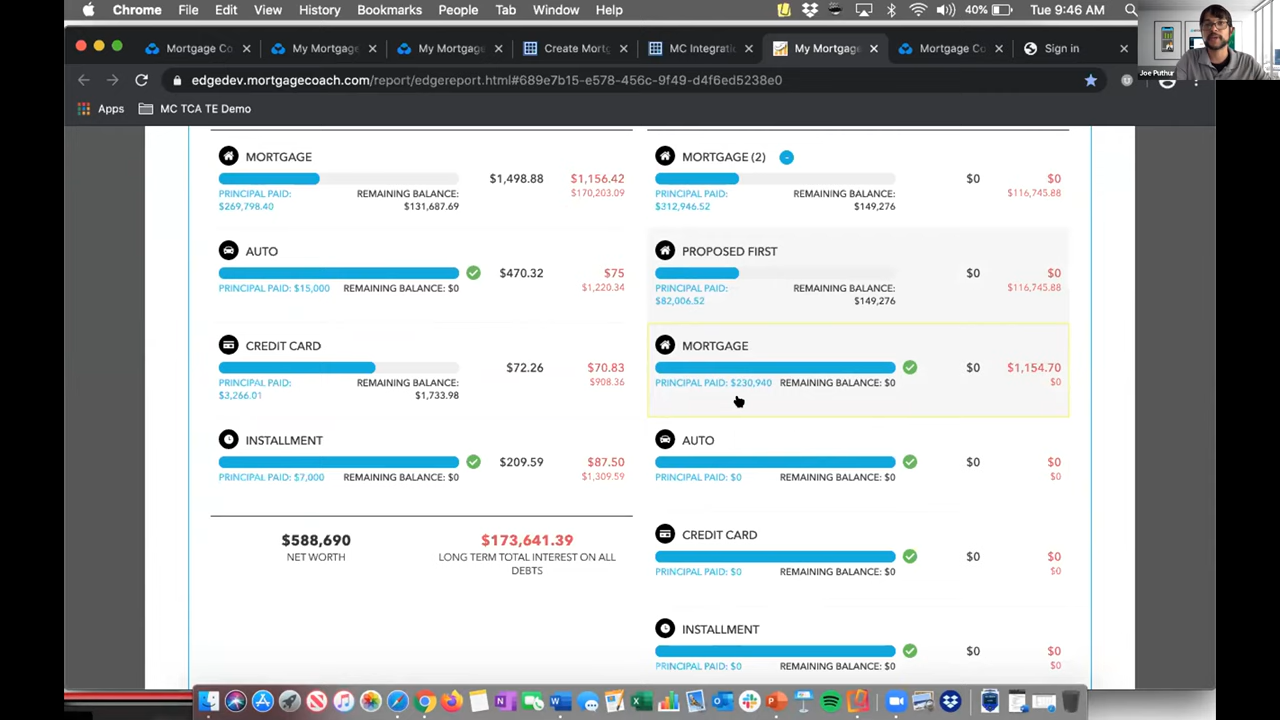 Chrome File Edit View History Bookmarks People Tab Window Help 40% Tue 9:46 AM
Mortgage Co
My Mortgage
My Mortgage
Create Mort
MC Integratio
My Mortgage
Mortgage Co
Sign in
Joe Puthur
edgedev.mortgagecoach.com/report/edgereport.html#689e7b15-e578-456c-9f49-d4f6ed5238e0
Apps MC TCA TE Demo
MORTGAGE
$1,498.88 $1,156.42
PRINCIPAL PAID: REMAINING BALANCE: $170,203.09
$269,798.40 $131,687.69
AUTO
$470.32 $75
PRINCIPAL PAID: $15,000 REMAINING BALANCE: $0 $1,220.34
CREDIT CARD
$72.26 $70.83
PRINCIPAL PAID: REMAINING BALANCE: $908.36
$3,266.01 $1,733.98
INSTALLMENT
$209.59 $87.50
PRINCIPAL PAID: $7,000 REMAINING BALANCE: $0 $1,309.59
$588,690 $173,641.39
NET WORTH LONG TERM TOTAL INTEREST ON ALL
DEBTS
MORTGAGE (2) -
$0 $0
PRINCIPAL PAID: REMAINING BALANCE: $116,745.88
$312,946.52 $149,276
PROPOSED FIRST
$0 $0
PRINCIPAL PAID: REMAINING BALANCE: $116,745.88
$82,006.52 $149,276
MORTGAGE
$0 $1,154.70
PRINCIPAL PAID: $230,940 REMAINING BALANCE: $0 $0
AUTO
$0 $0
PRINCIPAL PAID: $0 REMAINING BALANCE: $0 $0
CREDIT CARD
$0 $0
PRINCIPAL PAID: $0 REMAINING BALANCE: $0 $0
INSTALLMENT
$0 $0
PRINCIPAL PAID: $0 REMAINING BALANCE: $0 $0